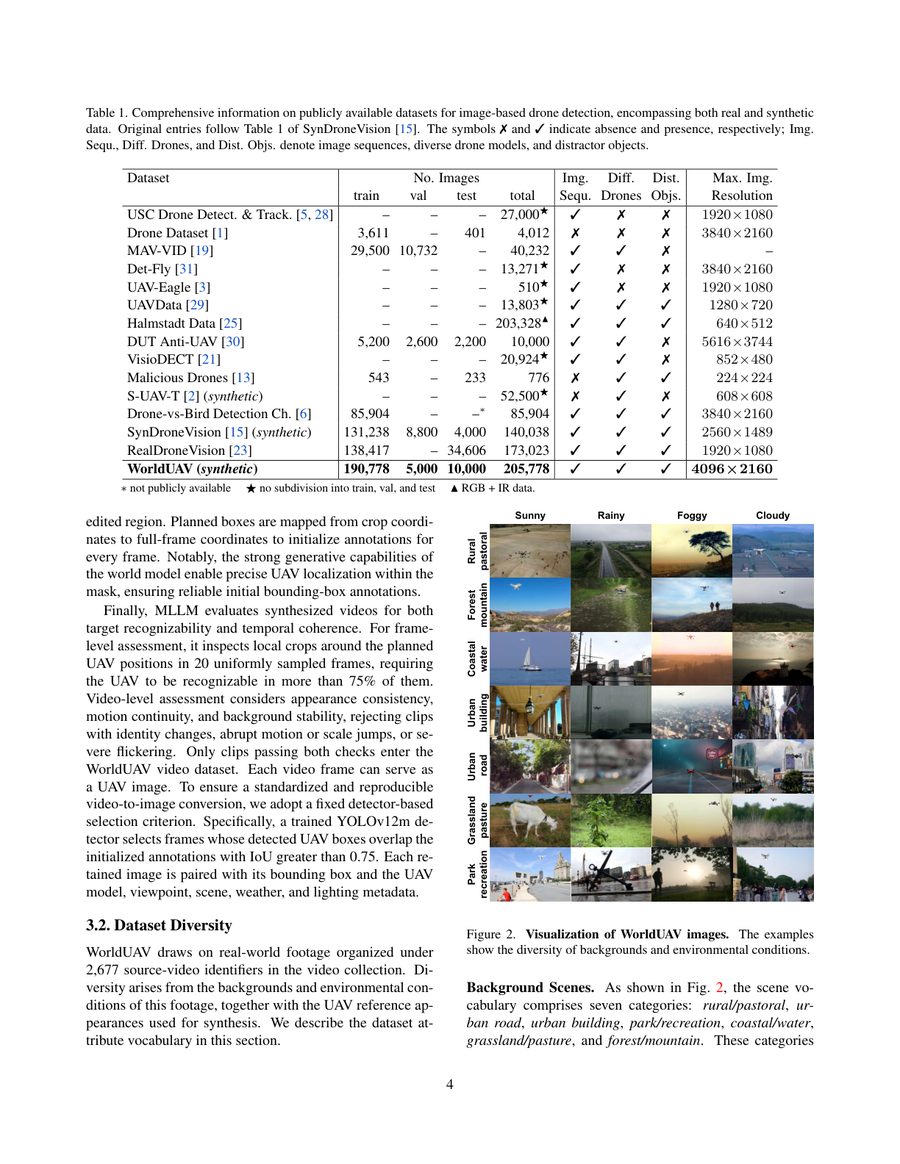 Table 1. Comprehensive information on publicly available datasets for image-based drone detection, encompassing both real and synthetic
data. Original entries follow Table 1 of SynDroneVision [15]. The symbols ✗ and ✓ indicate absence and presence, respectively; Img.
Sequ., Diff. Drones, and Dist. Objs. denote image sequences, diverse drone models, and distractor objects.
Dataset No. Images Img. Diff. Dist. Max. Img.
train val test total Sequ. Drones Objs. Resolution
USC Drone Detect. & Track. [5, 28] – – – 27,000★ ✓ ✗ ✗ 1920×1080
Drone Dataset [1] 3,611 – 401 4,012 ✗ ✗ ✗ 3840×2160
MAV-VID [19] 29,500 10,732 – 40,232 ✓ ✓ ✗ –
Det-Fly [31] – – – 13,271★ ✓ ✗ ✗ 3840×2160
UAV-Eagle [3] – – – 510★ ✓ ✗ ✗ 1920×1080
UAVData [29] – – – 13,803★ ✓ ✓ ✓ 1280×720
Halmstadt Data [25] – – – 203,328▲ ✓ ✓ ✓ 640×512
DUT Anti-UAV [30] 5,200 2,600 2,200 10,000 ✓ ✓ ✗ 5616×3744
VisioDECT [21] – – – 20,924★ ✓ ✓ ✗ 852×480
Malicious Drones [13] 543 – 233 776 ✗ ✓ ✓ 224×224
S-UAV-T [2] (synthetic) – – – 52,500★ ✗ ✓ ✗ 608×608
Drone-vs-Bird Detection Ch. [6] 85,904 – –* 85,904 ✓ ✓ ✓ 3840×2160
SynDroneVision [15] (synthetic) 131,238 8,800 4,000 140,038 ✓ ✓ ✓ 2560×1489
RealDroneVision [23] 138,417 – 34,606 173,023 ✓ ✓ ✓ 1920×1080
WorldUAV (synthetic) 190,778 5,000 10,000 205,778 ✓ ✓ ✓ 4096×2160
* not publicly available ★ no subdivision into train, val, and test ▲ RGB + IR data.
edited region. Planned boxes are mapped from crop coordi-
nates to full-frame coordinates to initialize annotations for
every frame. Notably, the strong generative capabilities of
the world model enable precise UAV localization within the
mask, ensuring reliable initial bounding-box annotations.
Finally, MLLM evaluates synthesized videos for both
target recognizability and temporal coherence. For frame-
level assessment, it inspects local crops around the planned
UAV positions in 20 uniformly sampled frames, requiring
the UAV to be recognizable in more than 75% of them.
Video-level assessment considers appearance consistency,
motion continuity, and background stability, rejecting clips
with identity changes, abrupt motion or scale jumps, or se-
vere flickering. Only clips passing both checks enter the
WorldUAV video dataset. Each video frame can serve as
a UAV image. To ensure a standardized and reproducible
video-to-image conversion, we adopt a fixed detector-based
selection criterion. Specifically, a trained YOLOv12m de-
tector selects frames whose detected UAV boxes overlap the
initialized annotations with IoU greater than 0.75. Each re-
tained image is paired with its bounding box and the UAV
model, viewpoint, scene, weather, and lighting metadata.
3.2. Dataset Diversity
WorldUAV draws on real-world footage organized under
2,677 source-video identifiers in the video collection. Di-
versity arises from the backgrounds and environmental con-
ditions of this footage, together with the UAV reference ap-
pearances used for synthesis. We describe the dataset at-
tribute vocabulary in this section.
Sunny Rainy Foggy Cloudy
Rural
pastoral
Forest
mountain
Coastal
water
Urban
building
Urban
road
Grassland
pasture
Park
recreation
Figure 2. Visualization of WorldUAV images. The examples
show the diversity of backgrounds and environmental conditions.
Background Scenes. As shown in Fig. 2, the scene vo-
cabulary comprises seven categories: rural/pastoral, ur-
ban road, urban building, park/recreation, coastal/water,
grassland/pasture, and forest/mountain. These categories
4